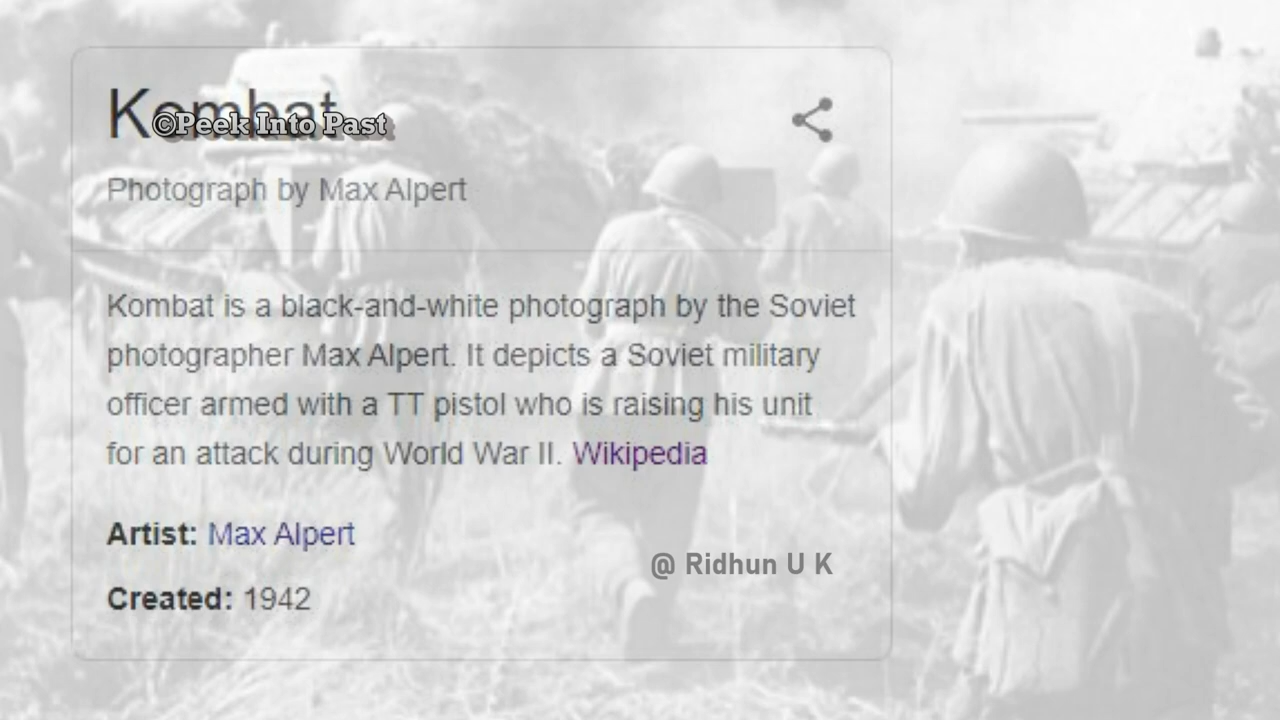 Kombat
©Peek Into Past
Photograph by Max Alpert
Kombat is a black-and-white photograph by the Soviet
photographer Max Alpert. It depicts a Soviet military
officer armed with a TT pistol who is raising his unit
for an attack during World War II. Wikipedia
Artist: Max Alpert
@ Ridhun U K
Created: 1942